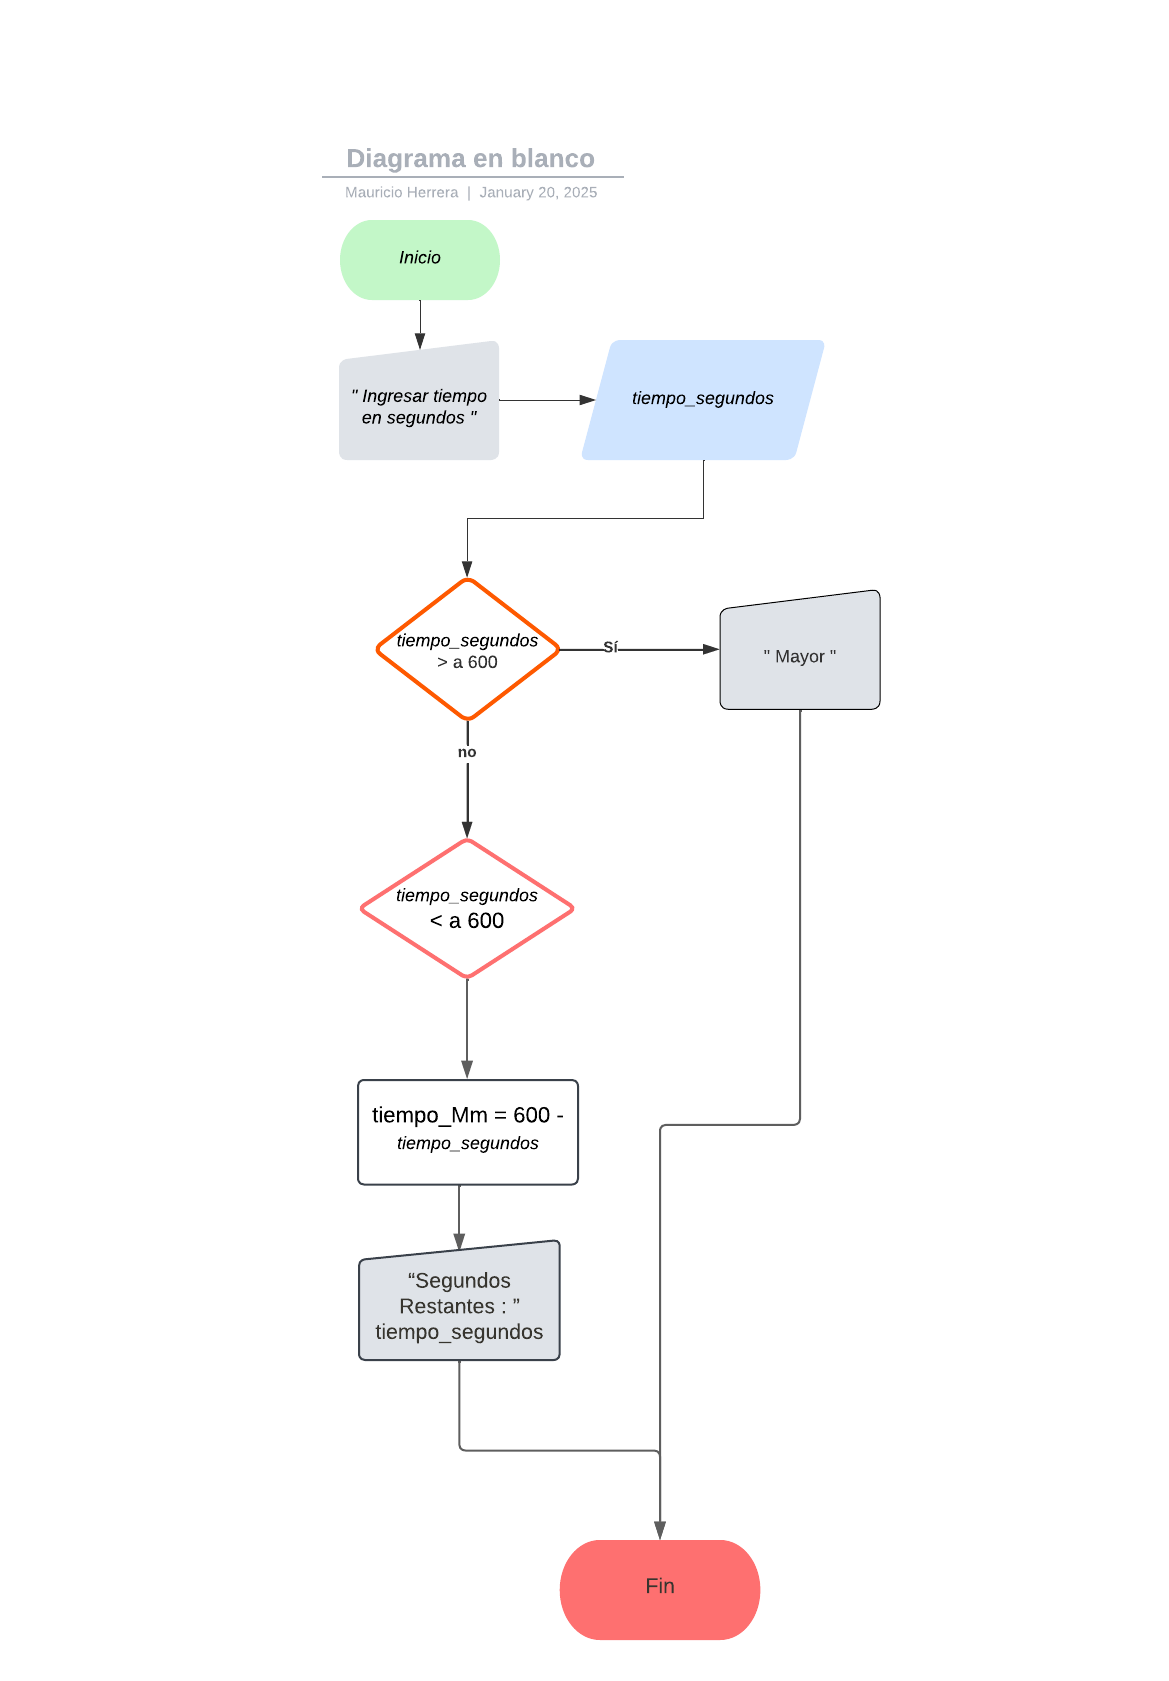 Diagrama en blanco
Mauricio Herrera | January 20, 2025
Inicio
" Ingresar tiempo
en segundos "
tiempo_segundos
tiempo_segundos
> a 600
Sí
" Mayor "
no
tiempo_segundos
< a 600
tiempo_Mm = 600 -
tiempo_segundos
“Segundos
Restantes : ”
tiempo_segundos
Fin